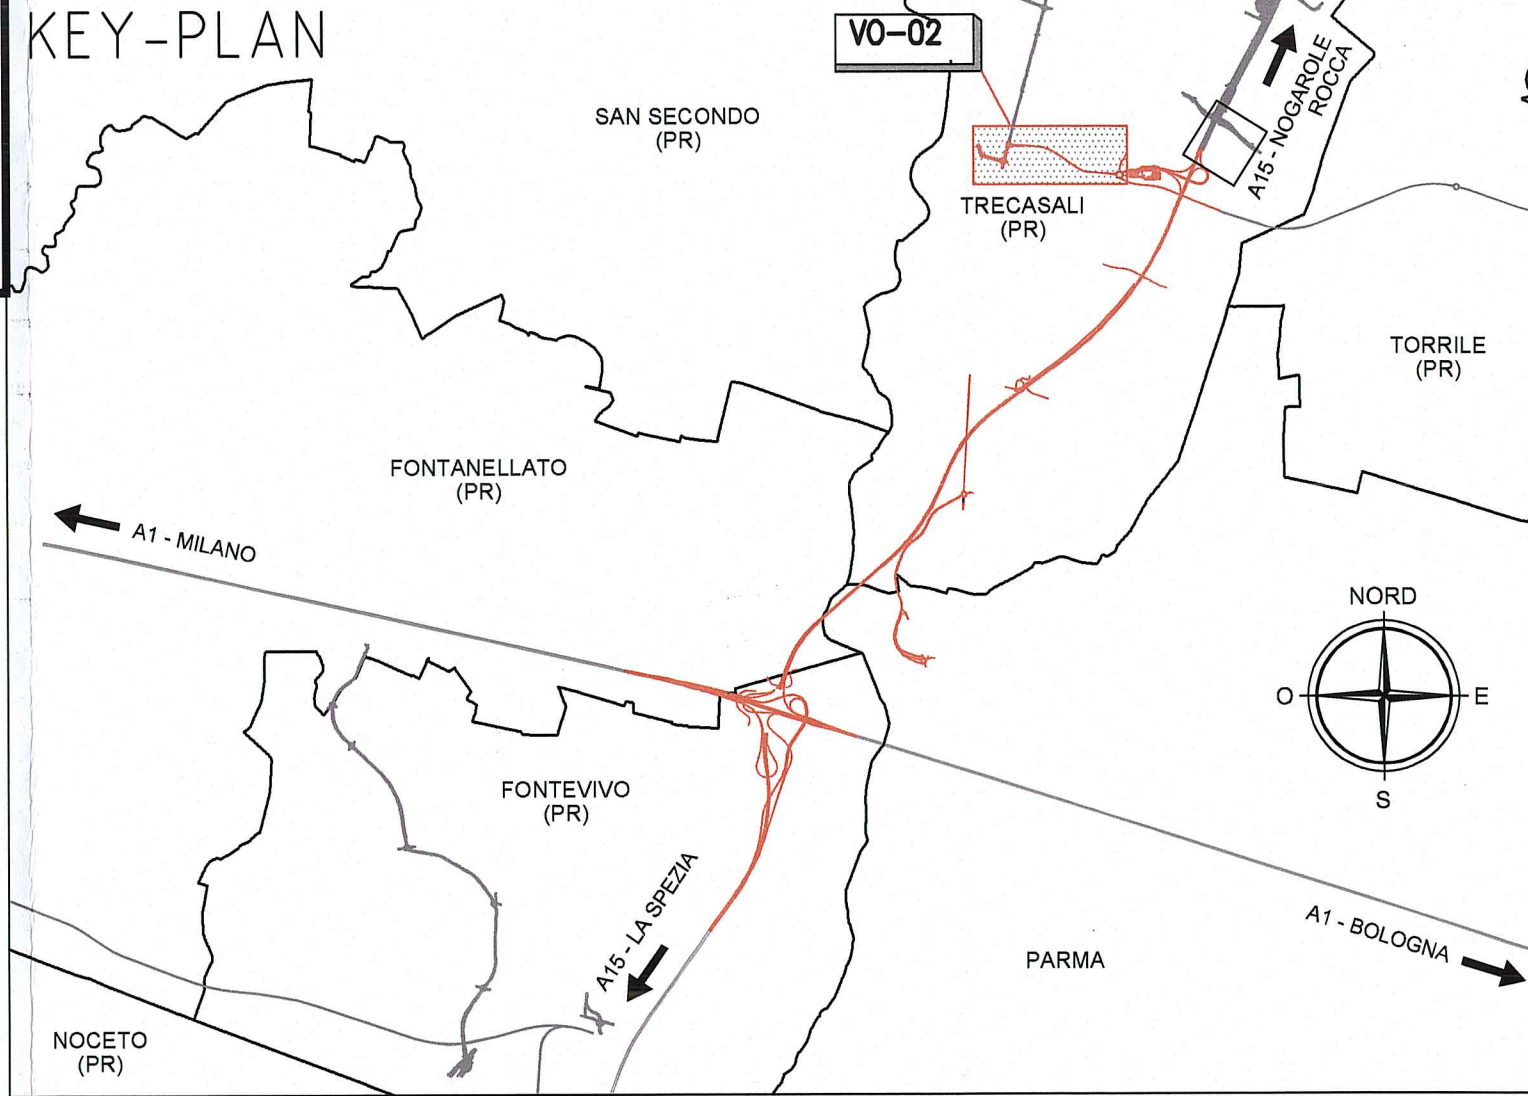 KEY-PLAN
VO-02
SAN SECONDO
(PR)
A15 - NOGAROLE
ROCCA
TRECASALI
(PR)
TORRILE
(PR)
FONTANELLATO
(PR)
A1 - MILANO
NORD
O
E
S
FONTEVIVO
(PR)
A15 - LA SPEZIA
A1 - BOLOGNA
PARMA
NOCETO
(PR)